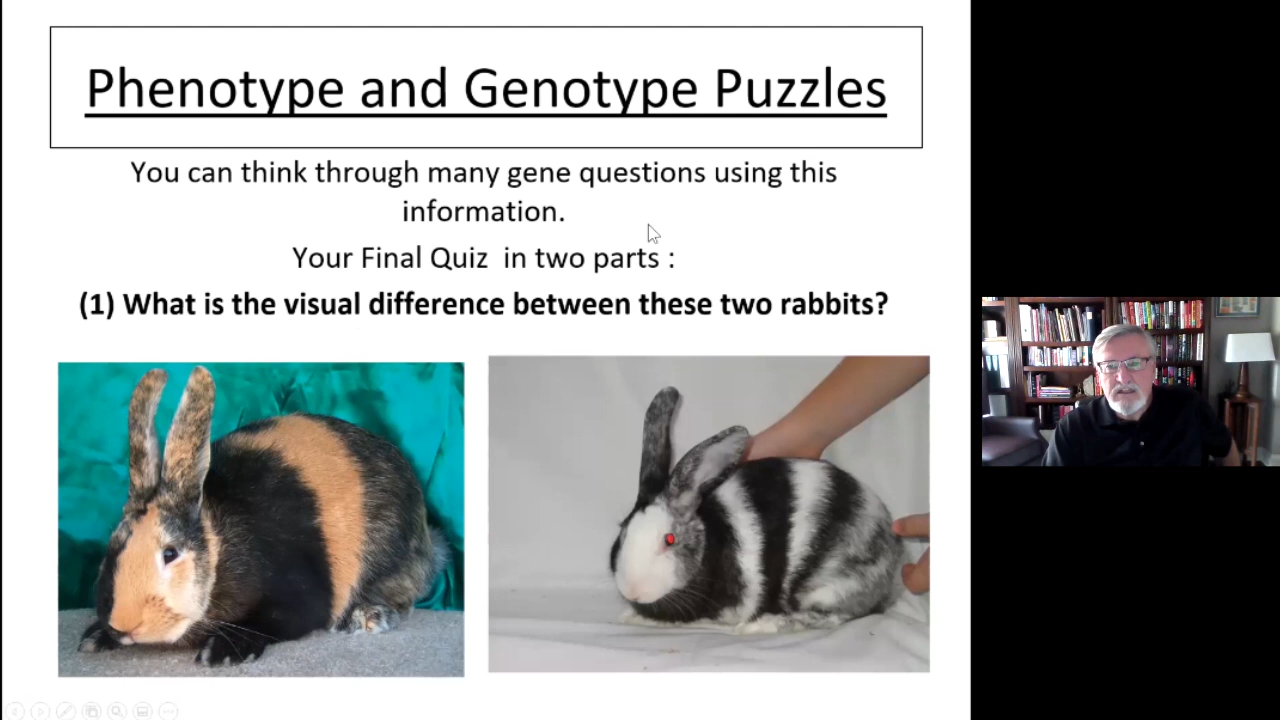 Phenotype and Genotype Puzzles
You can think through many gene questions using this
information.
Your Final Quiz in two parts :
(1) What is the visual difference between these two rabbits?